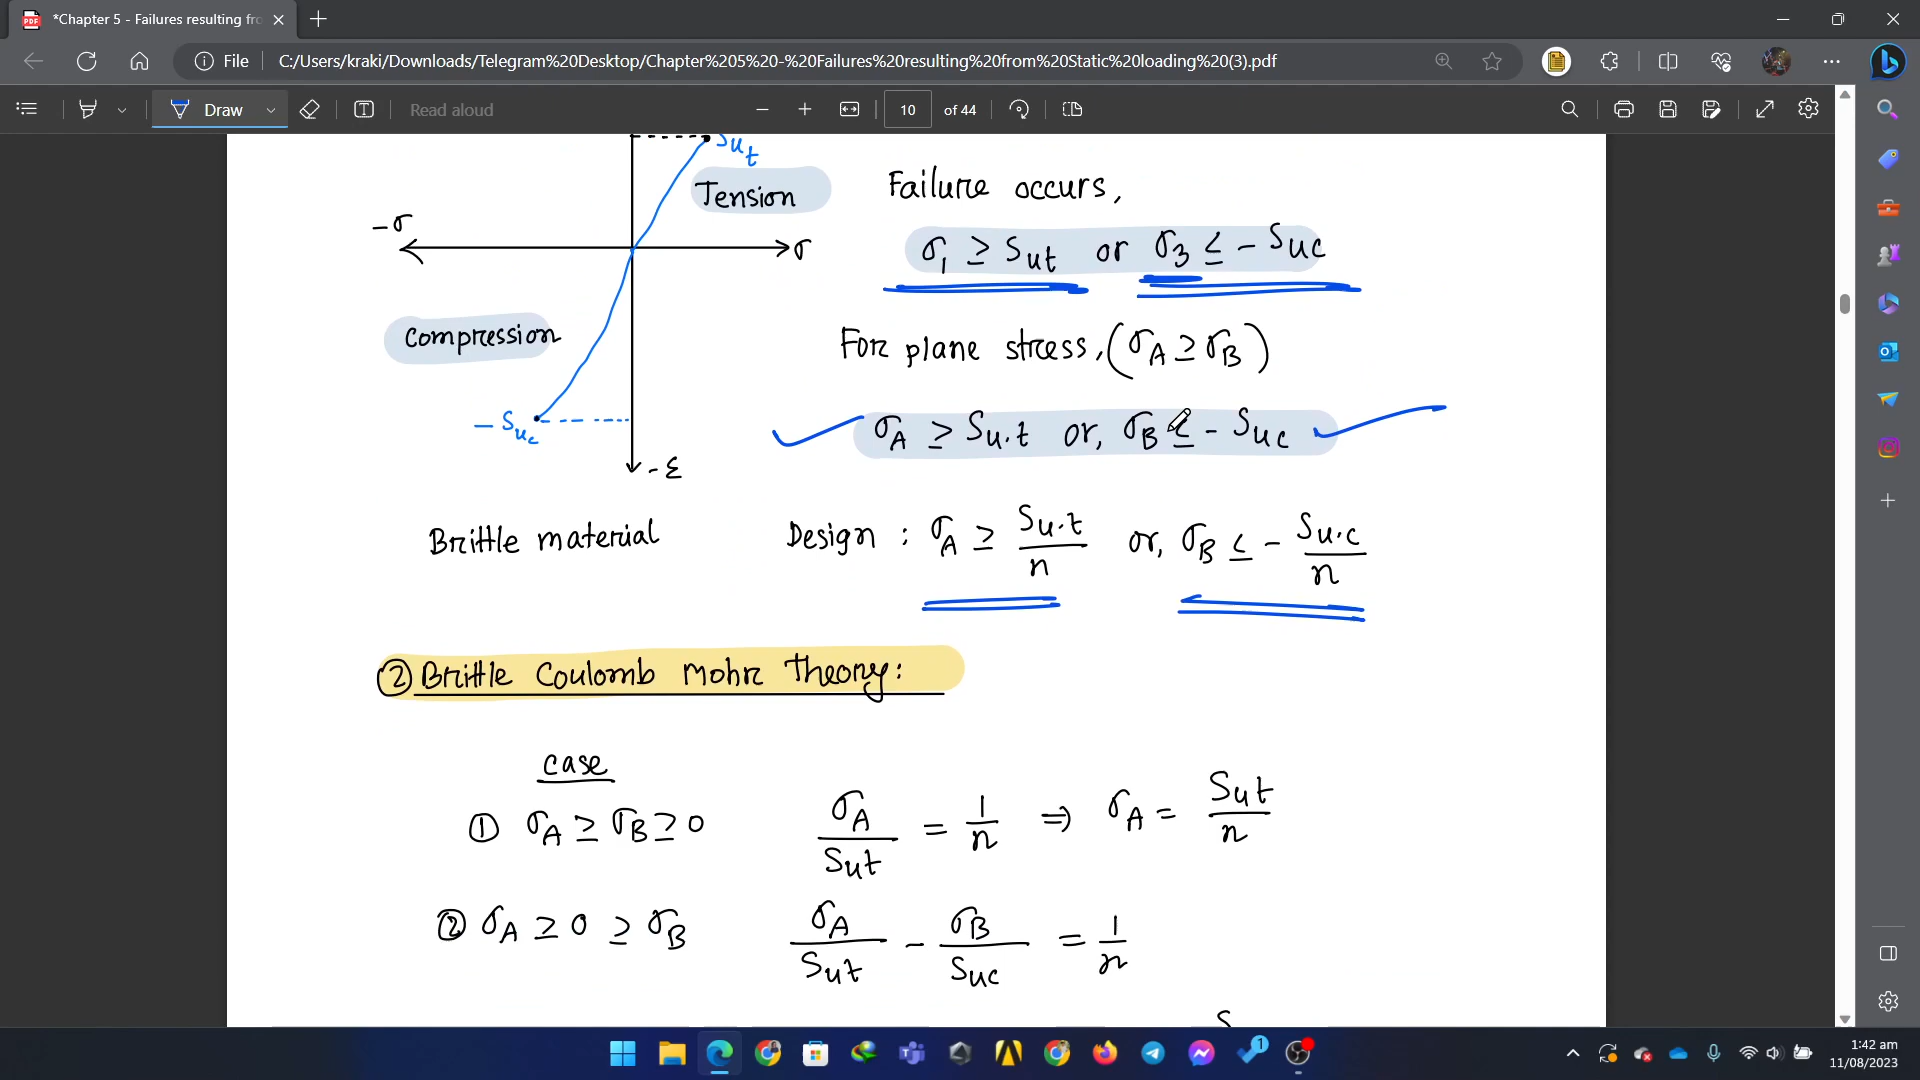 *Chapter 5 - Failures resulting fro
File
C:/Users/kraki/Downloads/Telegram%20Desktop/Chapter%205%20-%20Failures%20resulting%20from%20Static%20loading%20(3).pdf
Draw
Read aloud
10 of 44
Sut
Tension
Failure occurs,
-σ
σ
σ1 ≥ Sut or σ3 ≤ - Suc
Compression
For plane stress, (σA ≥ σB)
- Suc
σA ≥ Su.t or, σB ≤ - Suc
-ε
Brittle material
Design : σA ≥ Su.t/n or, σB ≤ - Su.c/n
② Brittle Coulomb Mohr theory:
case
① σA ≥ σB ≥ 0 σA/Sut = 1/n ⇒ σA = Sut/n
② σA ≥ 0 ≥ σB σA/Sut - σB/Suc = 1/n
S
1
1:42 am
11/08/2023